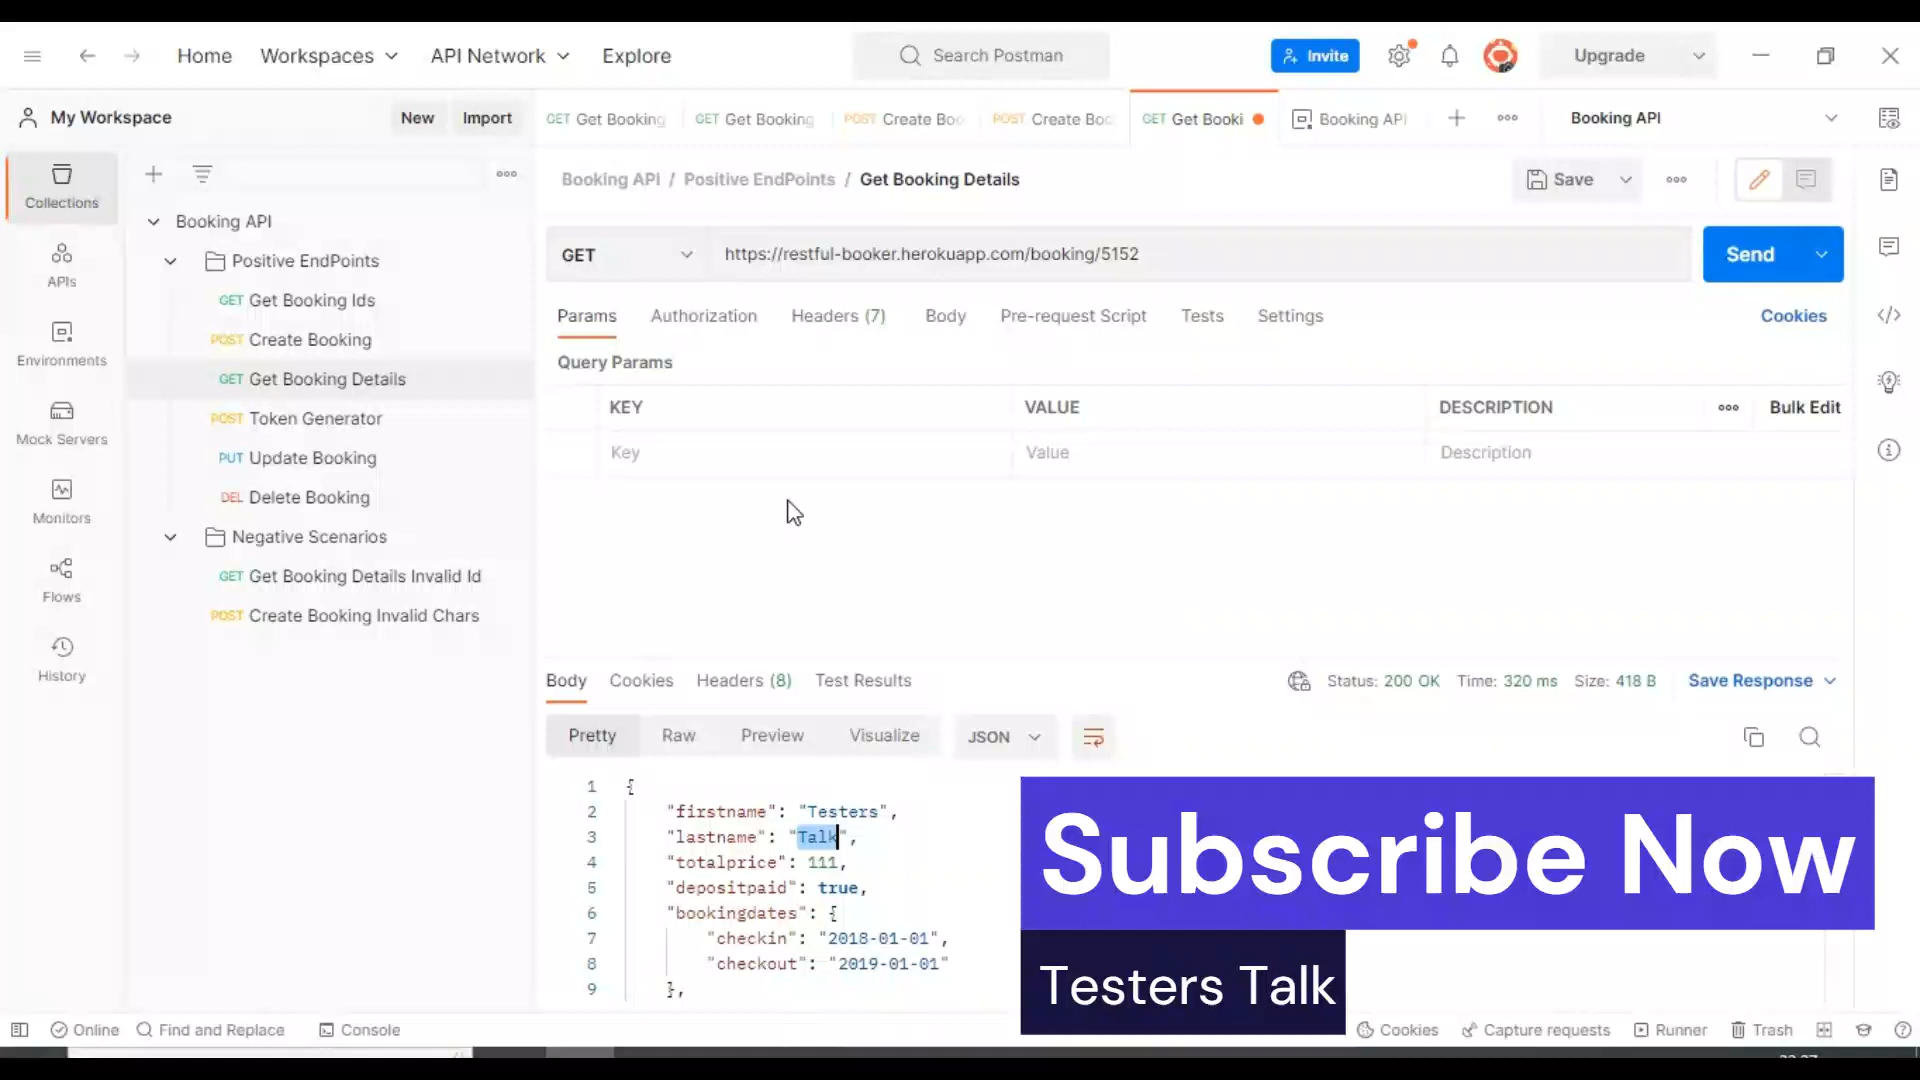 Home Workspaces API Network Explore Search Postman Invite Upgrade
My Workspace New Import GET Get Booking GET Get Booking POST Create Boo POST Create Boo GET Get Booki Booking API Booking API
Collections
APIs
Environments
Mock Servers
Monitors
Flows
History
Booking API
Positive EndPoints
GET Get Booking Ids
POST Create Booking
GET Get Booking Details
POST Token Generator
PUT Update Booking
DEL Delete Booking
Negative Scenarios
GET Get Booking Details Invalid Id
POST Create Booking Invalid Chars
Booking API / Positive EndPoints / Get Booking Details Save
GET https://restful-booker.herokuapp.com/booking/5152 Send
Params Authorization Headers (7) Body Pre-request Script Tests Settings Cookies
Query Params
KEY VALUE DESCRIPTION Bulk Edit
Key Value Description
Body Cookies Headers (8) Test Results Status: 200 OK Time: 320 ms Size: 418 B Save Response
Pretty Raw Preview Visualize JSON
1 {
2 "firstname": "Testers",
3 "lastname": "Talk",
4 "totalprice": 111,
5 "depositpaid": true,
6 "bookingdates": {
7 "checkin": "2018-01-01",
8 "checkout": "2019-01-01"
9 },
Subscribe Now
Testers Talk
Online Find and Replace Console Cookies Capture requests Runner Trash